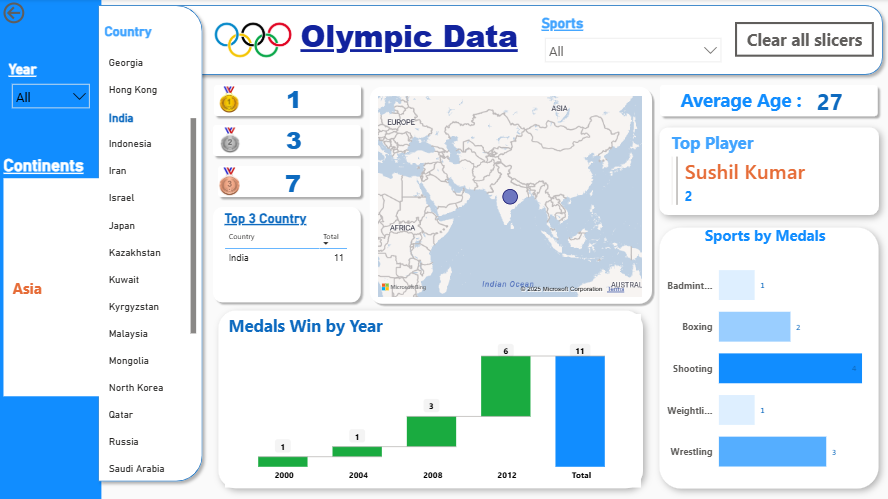 Olympic Data
Sports
All
Clear all slicers
Year
All
Continents
Asia
Country
Georgia
Hong Kong
India
Indonesia
Iran
Israel
Japan
Kazakhstan
Kuwait
Kyrgyzstan
Malaysia
Mongolia
North Korea
Qatar
Russia
Saudi Arabia
1
1
2
3
3
7
Top 3 Country
Country Total
India 11
ASIA
EUROPE
AFRICA
Indian Ocean
AUSTRAL
Microsoft Bing
© 2025 Microsoft Corporation Terms
Average Age : 27
Top Player
Sushil Kumar
2
Medals Win by Year
1
1
3
6
11
2000 2004 2008 2012 Total
Sports by Medals
Badmint... 1
Boxing 2
Shooting 4
Weightli... 1
Wrestling 3